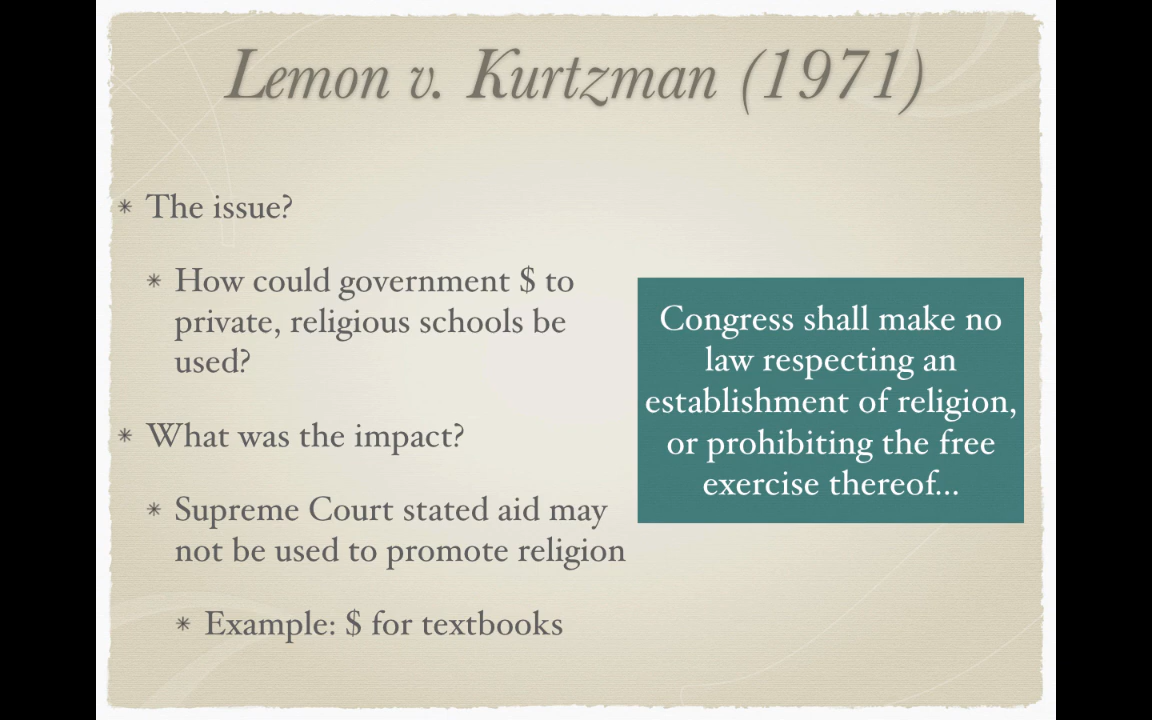 Lemon v. Kurtzman (1971)
* The issue?
* How could government $ to
private, religious schools be
used?
* What was the impact?
* Supreme Court stated aid may
not be used to promote religion
* Example: $ for textbooks
Congress shall make no
law respecting an
establishment of religion,
or prohibiting the free
exercise thereof...